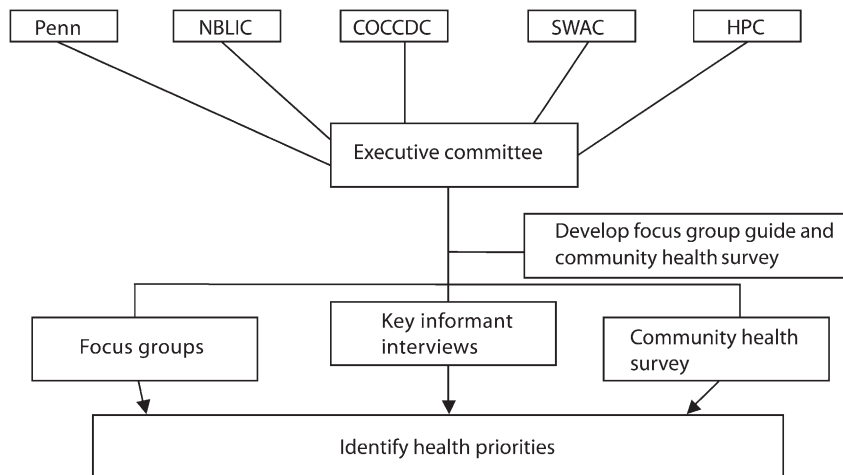 Penn
NBLIC
COCCDC
SWAC
HPC
Executive committee
Develop focus group guide and
community health survey
Focus groups
Key informant
interviews
Community health
survey
Identify health priorities